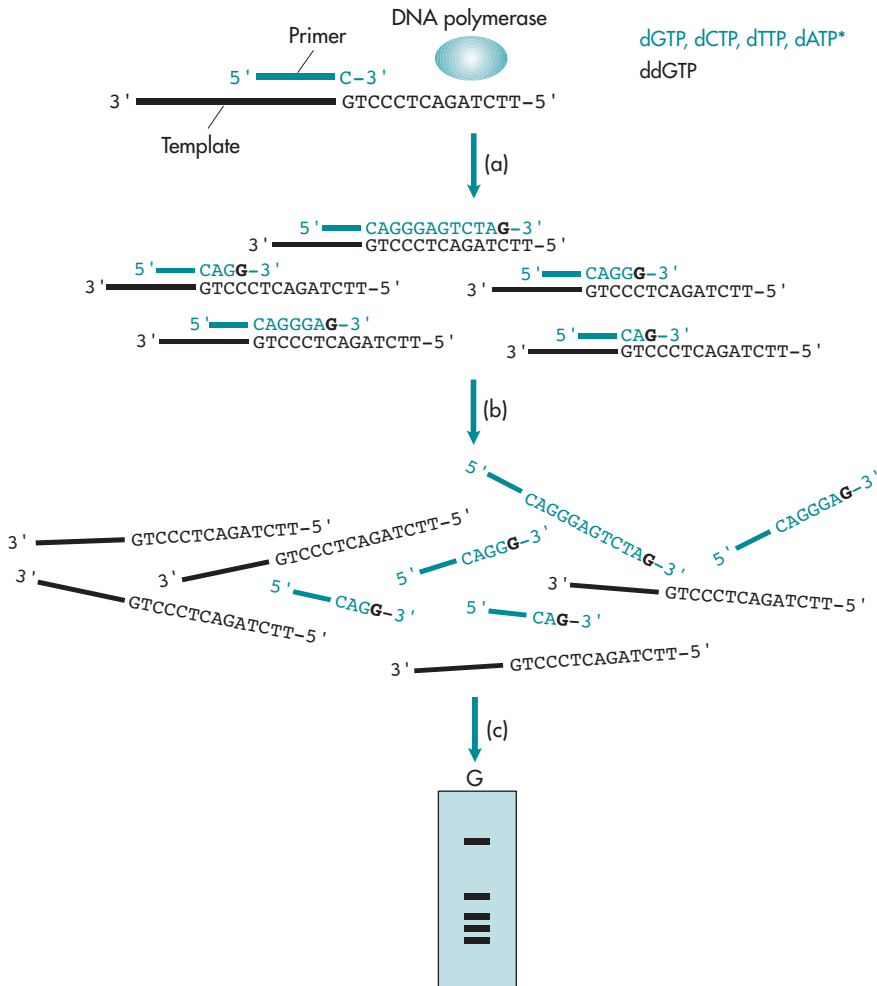 DNA polymerase
Primer
dGTP, dCTP, dTTP, dATP*
ddGTP
5' C-3'
3' GTCCCTCAGATCTT-5'
Template
(a)
5' CAGGGAGTCTAG-3'
3' GTCCCTCAGATCTT-5'
5' CAGG-3'
3' GTCCCTCAGATCTT-5'
5' CAGGG-3'
3' GTCCCTCAGATCTT-5'
5' CAGGGAG-3'
3' GTCCCTCAGATCTT-5'
5' CAG-3'
3' GTCCCTCAGATCTT-5'
(b)
5' CAGGGAGTCTAG-3'
5' CAGGGAG-3'
3' GTCCCTCAGATCTT-5'
3' GTCCCTCAGATCTT-5'
5' CAGGG-3'
3' GTCCCTCAGATCTT-5'
5' CAGG-3'
5' CAG-3'
3' GTCCCTCAGATCTT-5'
3' GTCCCTCAGATCTT-5'
(c)
G